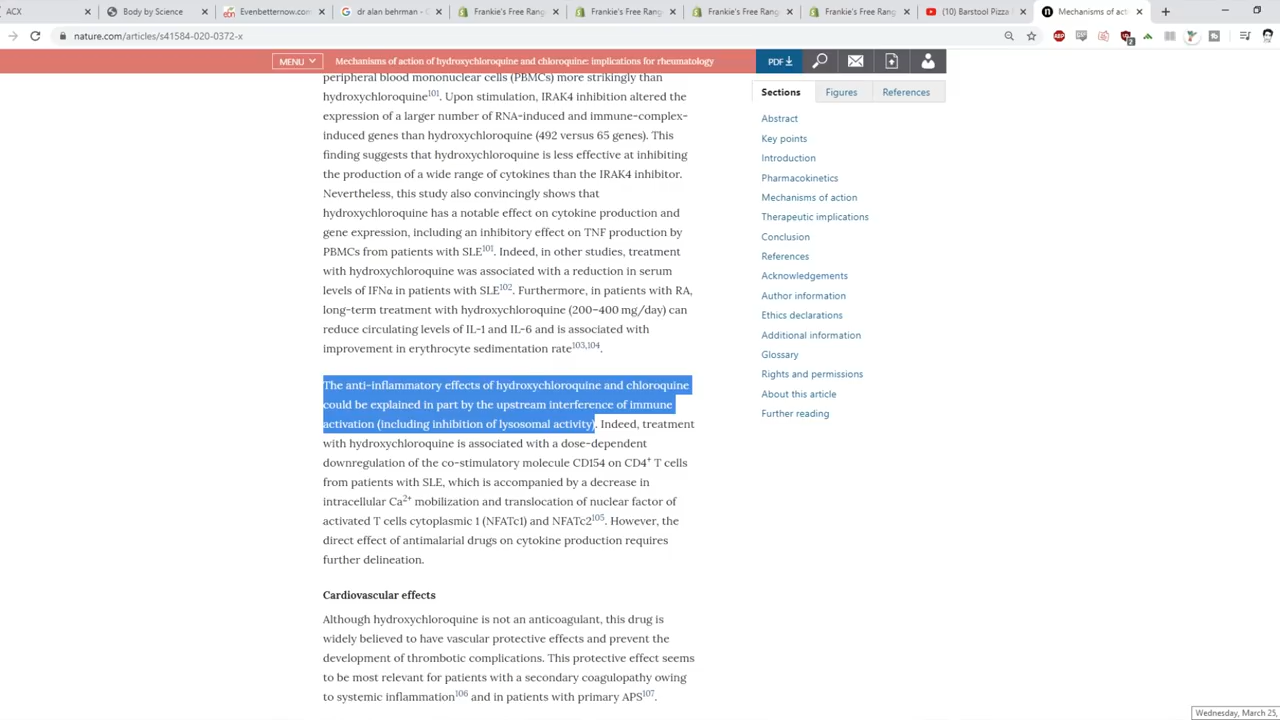 ACX
Body by Science
Evenbetternow.com
dr alan behrman - G
Frankie's Free Rang
Frankie's Free Rang
Frankie's Free Rang
Frankie's Free Rang
(10) Barstool Pizza
Mechanisms of act
nature.com/articles/s41584-020-0372-x
MENU
Mechanisms of action of hydroxychloroquine and chloroquine: implications for rheumatology
PDF
peripheral blood mononuclear cells (PBMCs) more strikingly than
hydroxychloroquine101. Upon stimulation, IRAK4 inhibition altered the
expression of a larger number of RNA-induced and immune-complex-
induced genes than hydroxychloroquine (492 versus 65 genes). This
finding suggests that hydroxychloroquine is less effective at inhibiting
the production of a wide range of cytokines than the IRAK4 inhibitor.
Nevertheless, this study also convincingly shows that
hydroxychloroquine has a notable effect on cytokine production and
gene expression, including an inhibitory effect on TNF production by
PBMCs from patients with SLE101. Indeed, in other studies, treatment
with hydroxychloroquine was associated with a reduction in serum
levels of IFNα in patients with SLE102. Furthermore, in patients with RA,
long-term treatment with hydroxychloroquine (200–400 mg/day) can
reduce circulating levels of IL-1 and IL-6 and is associated with
improvement in erythrocyte sedimentation rate103,104.
The anti-inflammatory effects of hydroxychloroquine and chloroquine
could be explained in part by the upstream interference of immune
activation (including inhibition of lysosomal activity). Indeed, treatment
with hydroxychloroquine is associated with a dose-dependent
downregulation of the co-stimulatory molecule CD154 on CD4+ T cells
from patients with SLE, which is accompanied by a decrease in
intracellular Ca2+ mobilization and translocation of nuclear factor of
activated T cells cytoplasmic 1 (NFATc1) and NFATc2105. However, the
direct effect of antimalarial drugs on cytokine production requires
further delineation.
Cardiovascular effects
Although hydroxychloroquine is not an anticoagulant, this drug is
widely believed to have vascular protective effects and prevent the
development of thrombotic complications. This protective effect seems
to be most relevant for patients with a secondary coagulopathy owing
to systemic inflammation106 and in patients with primary APS107.
Sections
Figures
References
Abstract
Key points
Introduction
Pharmacokinetics
Mechanisms of action
Therapeutic implications
Conclusion
References
Acknowledgements
Author information
Ethics declarations
Additional information
Glossary
Rights and permissions
About this article
Further reading
Wednesday, March 25,